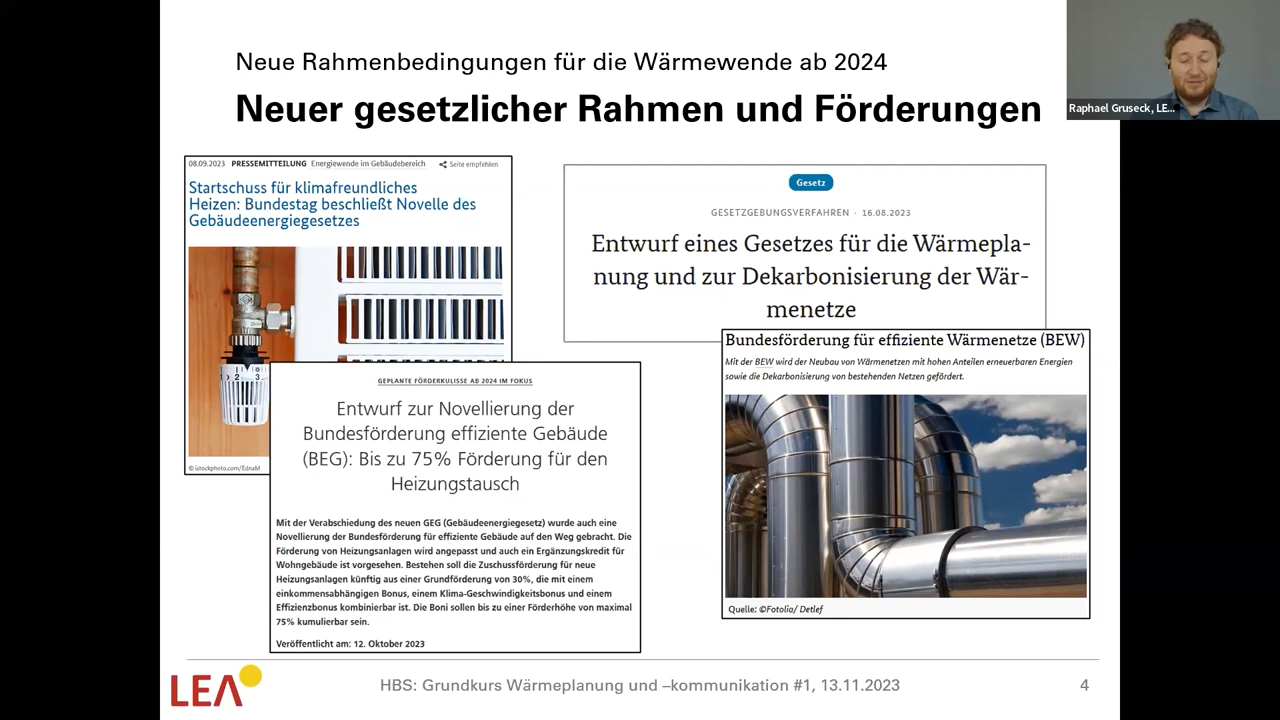 Neue Rahmenbedingungen für die Wärmewende ab 2024
Neuer gesetzlicher Rahmen und Förderungen
Raphael Gruseck, LE...
08.09.2023 PRESSEMITTEILUNG Energiewende im Gebäudebereich Seite empfehlen
Startschuss für klimafreundliches
Heizen: Bundestag beschließt Novelle des
Gebäudeenergiegesetzes
© istockphoto.com/EdnaM
Gesetz
GESETZGEBUNGSVERFAHREN · 16.08.2023
Entwurf eines Gesetzes für die Wärmepla-
nung und zur Dekarbonisierung der Wär-
menetze
GEPLANTE FÖRDERKULISSE AB 2024 IM FOKUS
Entwurf zur Novellierung der
Bundesförderung effiziente Gebäude
(BEG): Bis zu 75% Förderung für den
Heizungstausch
Mit der Verabschiedung des neuen GEG (Gebäudeenergiegesetz) wurde auch eine
Novellierung der Bundesförderung für effiziente Gebäude auf den Weg gebracht. Die
Förderung von Heizungsanlagen wird angepasst und auch ein Ergänzungskredit für
Wohngebäude ist vorgesehen. Bestehen soll die Zuschussförderung für neue
Heizungsanlagen künftig aus einer Grundförderung von 30%, die mit einem
einkommensabhängigen Bonus, einem Klima-Geschwindigkeitsbonus und einem
Effizienzbonus kombinierbar ist. Die Boni sollen bis zu einer Förderhöhe von maximal
75% kumulierbar sein.
Veröffentlicht am: 12. Oktober 2023
Bundesförderung für effiziente Wärmenetze (BEW)
Mit der BEW wird der Neubau von Wärmenetzen mit hohen Anteilen erneuerbaren Energien
sowie die Dekarbonisierung von bestehenden Netzen gefördert.
Quelle: ©Fotolia/ Detlef
LEA
HBS: Grundkurs Wärmeplanung und –kommunikation #1, 13.11.2023
4